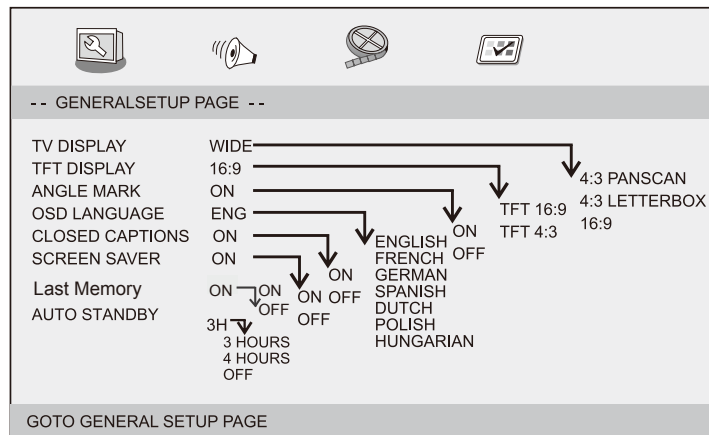 -- GENERALSETUP PAGE --
TV DISPLAY WIDE
TFT DISPLAY 16:9
ANGLE MARK ON
OSD LANGUAGE ENG
CLOSED CAPTIONS ON
SCREEN SAVER ON
Last Memory ON
AUTO STANDBY 3H
4:3 PANSCAN
4:3 LETTERBOX
16:9
TFT 16:9
TFT 4:3
ON
OFF
ENGLISH
FRENCH
GERMAN
SPANISH
DUTCH
POLISH
HUNGARIAN
ON
OFF
ON
OFF
ON
OFF
3 HOURS
4 HOURS
OFF
GOTO GENERAL SETUP PAGE